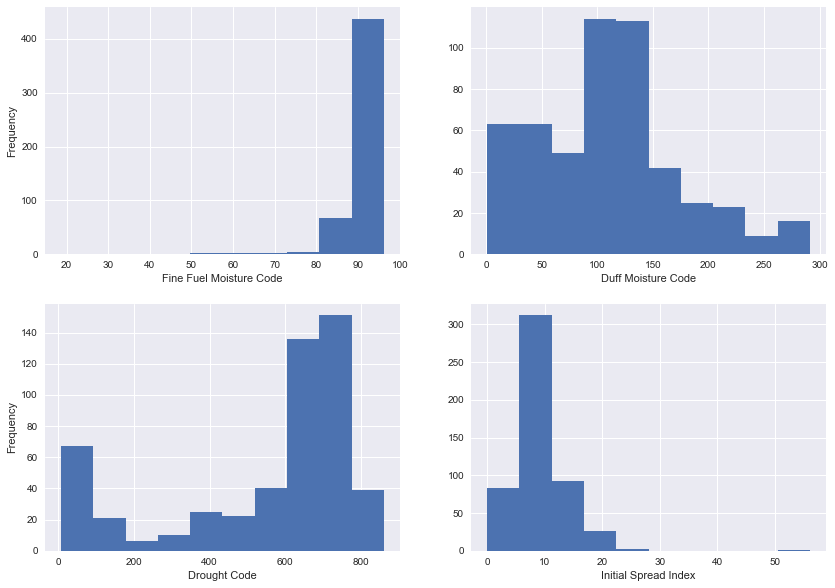 400
300
200
100
0
Frequency
20 30 40 50 60 70 80 90 100
Fine Fuel Moisture Code
120
100
80
60
40
20
0
0 50 100 150 200 250 300
Duff Moisture Code
140
120
100
80
60
40
20
0
Frequency
0 200 400 600 800
Drought Code
300
250
200
150
100
50
0
0 10 20 30 40 50
Initial Spread Index